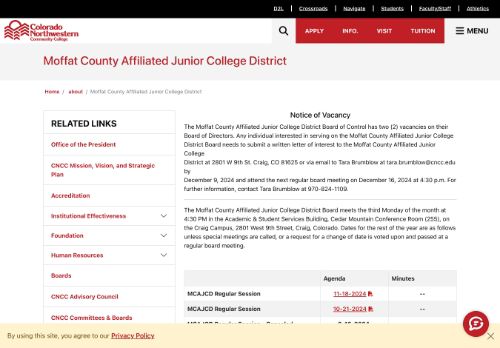 D2L | Crossroads | Navigate | Students | Faculty/Staff | Athletics
Colorado
Northwestern
Community College
APPLY INFO. VISIT TUITION MENU
Moffat County Affiliated Junior College District
Home / about / Moffat County Affiliated Junior College District
RELATED LINKS
Office of the President
CNCC Mission, Vision, and Strategic
Plan
Accreditation
Institutional Effectiveness
Foundation
Human Resources
Boards
CNCC Advisory Council
CNCC Committees & Boards
Notice of Vacancy
The Moffat County Affiliated Junior College District Board of Control has two (2) vacancies on their
Board of Directors. Any individual interested in serving on the Moffat County Affiliated Junior College
District Board needs to submit a written letter of interest to the Moffat County Affiliated Junior
College
District at 2801 W 9th St. Craig, CO 81625 or via email to Tara Brumblow at tara.brumblow@cncc.edu
by
December 9, 2024 and attend the next regular board meeting on December 16, 2024 at 4:30 p.m. For
further information, contact Tara Brumblow at 970-824-1109.
The Moffat County Affiliated Junior College District Board meets the third Monday of the month at
4:30 PM in the Academic & Student Services Building, Cedar Mountain Conference Room (255), on
the Craig Campus, 2801 West 9th Street, Craig, Colorado. Dates for the rest of the year are as follows
unless special meetings are called, or a request for a change of date is voted upon and passed at a
regular board meeting.
Agenda Minutes
MCAJCD Regular Session 11-18-2024 --
MCAJCD Regular Session 10-21-2024 --
By using this site, you agree to our Privacy Policy